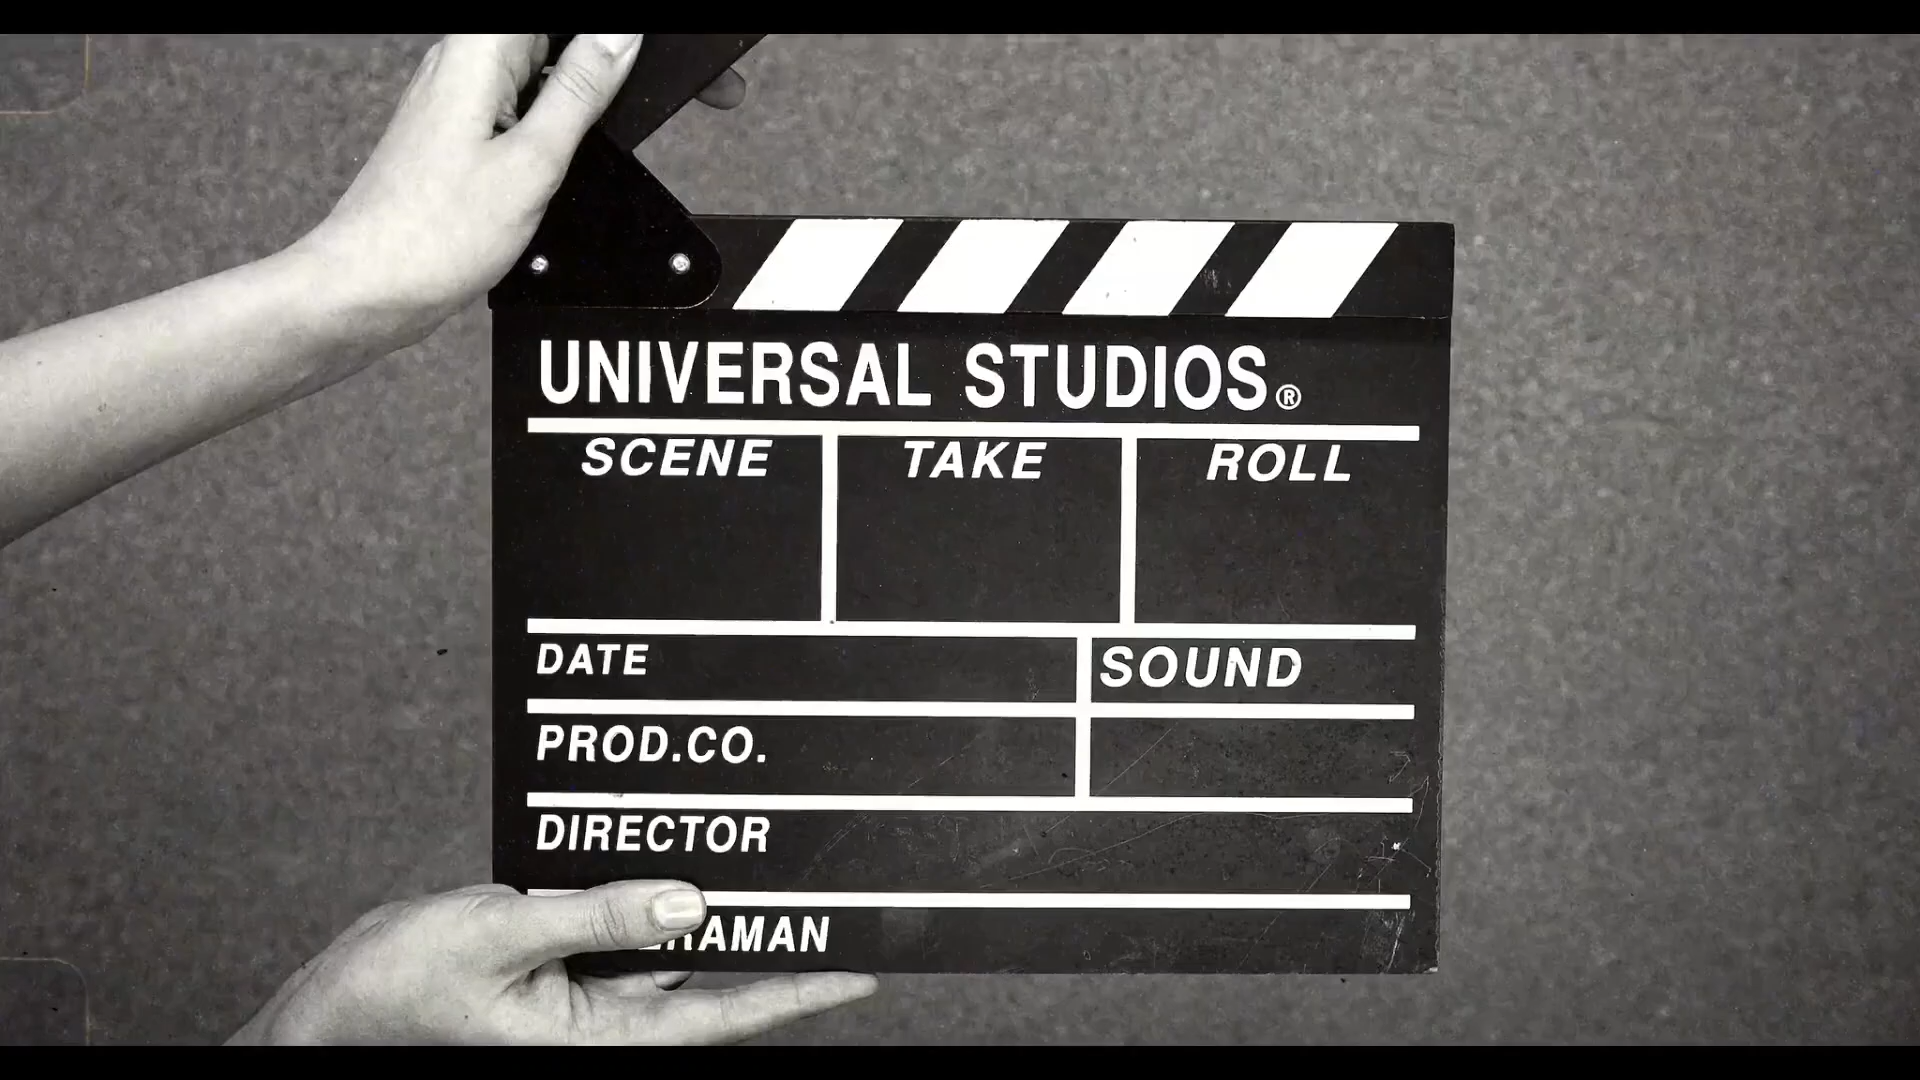 UNIVERSAL STUDIOS®
SCENE TAKE ROLL
DATE SOUND
PROD.CO.
DIRECTOR